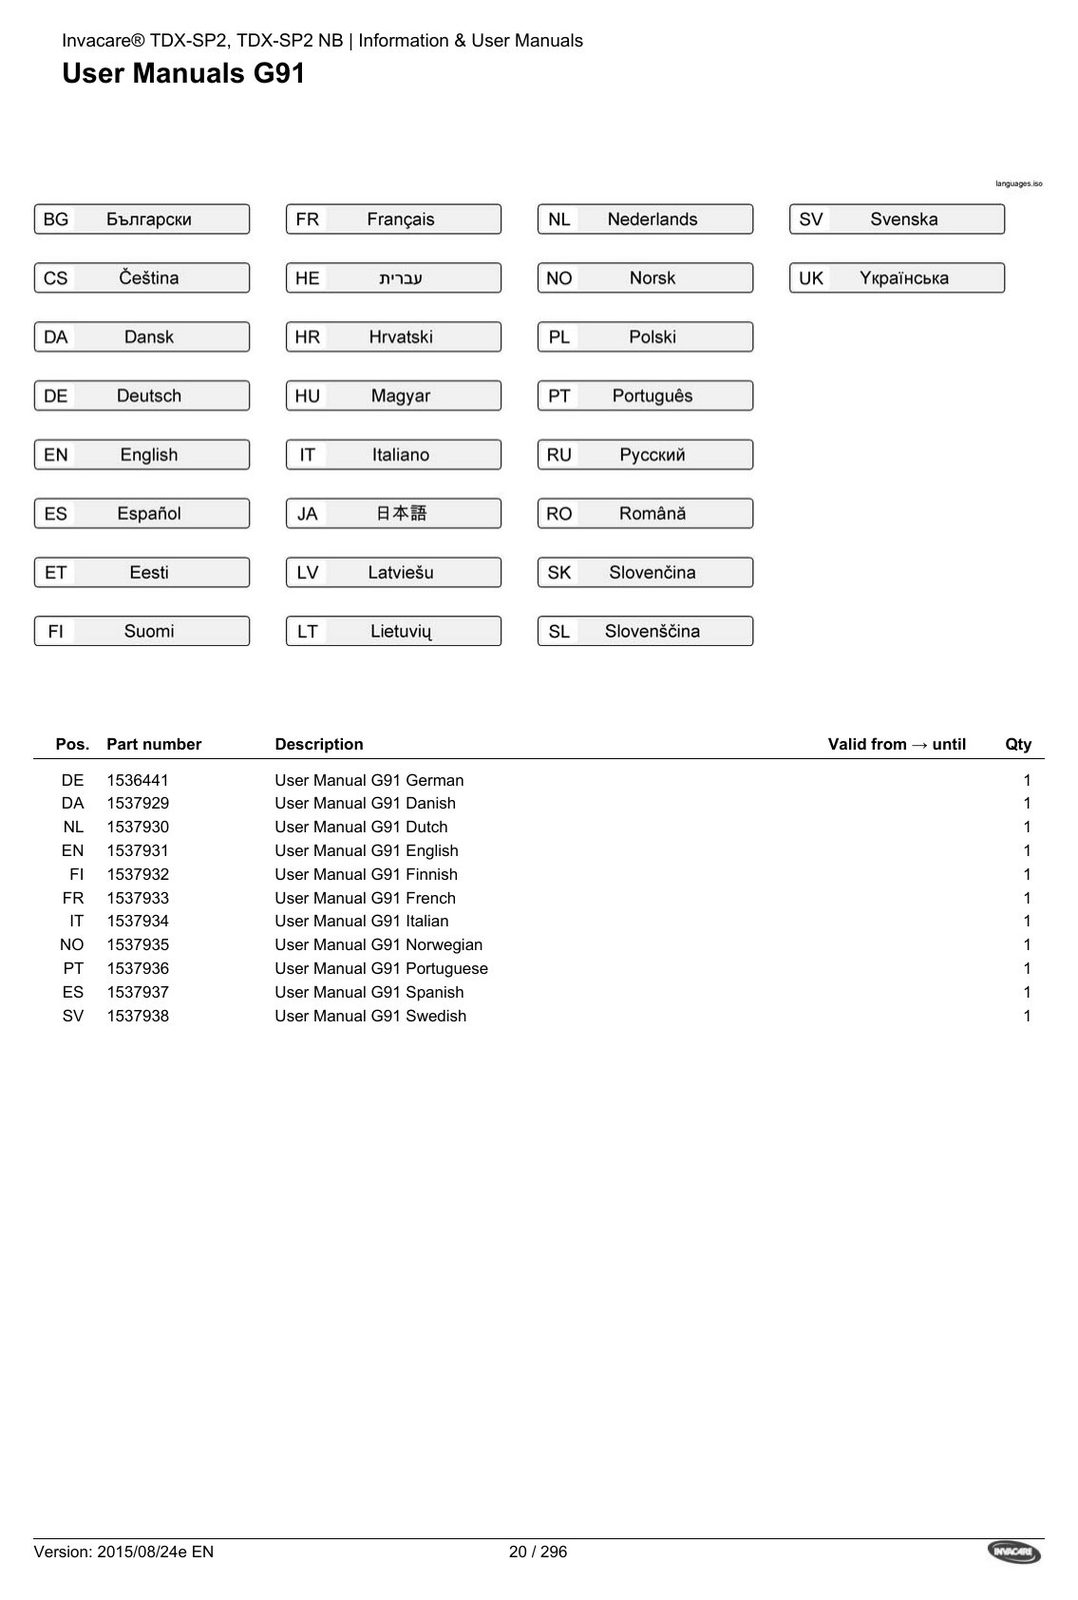 Invacare® TDX-SP2, TDX-SP2 NB | Information & User Manuals
User Manuals G91
languages.iso
BG Български FR Français NL Nederlands SV Svenska
CS Čeština HE עברית NO Norsk UK Yкраїнська
DA Dansk HR Hrvatski PL Polski
DE Deutsch HU Magyar PT Português
EN English IT Italiano RU Русский
ES Español JA 日本語 RO Română
ET Eesti LV Latviešu SK Slovenčina
FI Suomi LT Lietuvių SL Slovenščina
Pos. Part number Description Valid from → until Qty
DE 1536441 User Manual G91 German 1
DA 1537929 User Manual G91 Danish 1
NL 1537930 User Manual G91 Dutch 1
EN 1537931 User Manual G91 English 1
FI 1537932 User Manual G91 Finnish 1
FR 1537933 User Manual G91 French 1
IT 1537934 User Manual G91 Italian 1
NO 1537935 User Manual G91 Norwegian 1
PT 1537936 User Manual G91 Portuguese 1
ES 1537937 User Manual G91 Spanish 1
SV 1537938 User Manual G91 Swedish 1
Version: 2015/08/24e EN 20 / 296 INVACARE